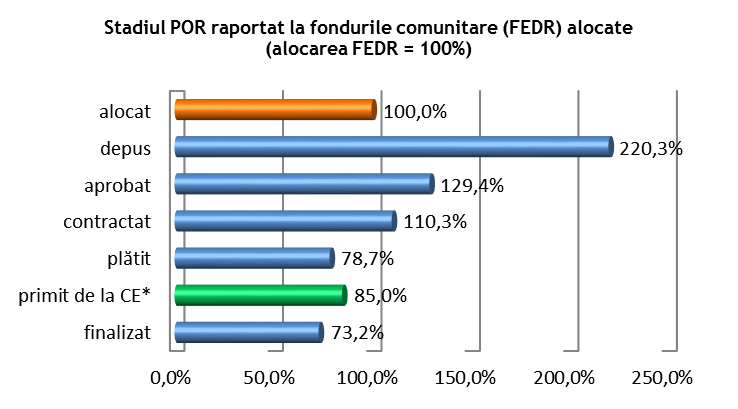 Stadiul POR raportat la fondurile comunitare (FEDR) alocate
(alocarea FEDR = 100%)
alocat 100,0%
depus 220,3%
aprobat 129,4%
contractat 110,3%
plătit 78,7%
primit de la CE* 85,0%
finalizat 73,2%
0,0% 50,0% 100,0% 150,0% 200,0% 250,0%